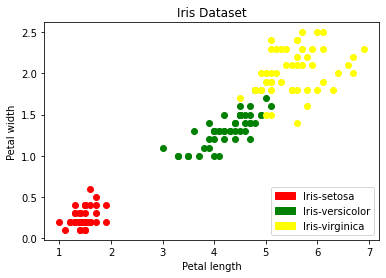 Iris Dataset
Petal width
2.5
2.0
1.5
1.0
0.5
0.0
Iris-setosa
Iris-versicolor
Iris-virginica
1 2 3 4 5 6 7
Petal length